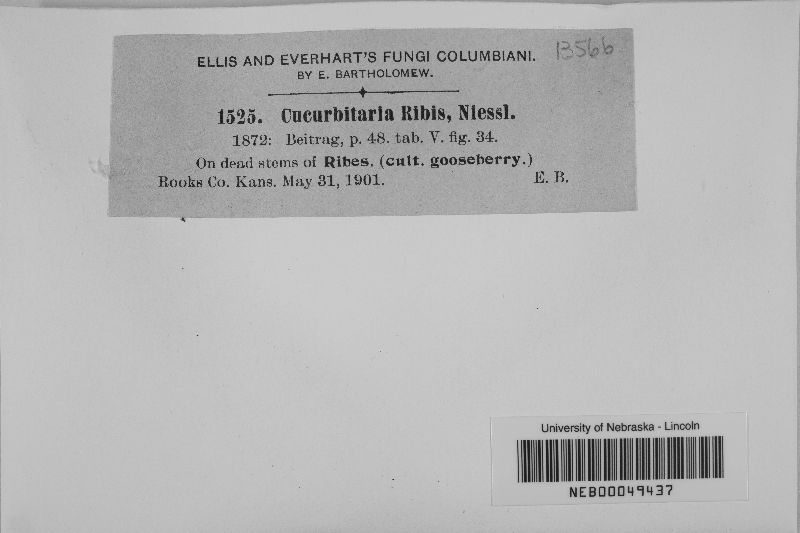 ELLIS AND EVERHART'S FUNGI COLUMBIANI. 13566
BY E. BARTHOLOMEW.
1525. Cucurbitaria Ribis, Niessl.
1872: Beitrag, p. 48. tab. V. fig. 34.
On dead stems of Ribes. (cult. gooseberry.)
Rooks Co. Kans. May 31, 1901. E. B.
University of Nebraska - Lincoln
NEB00049437